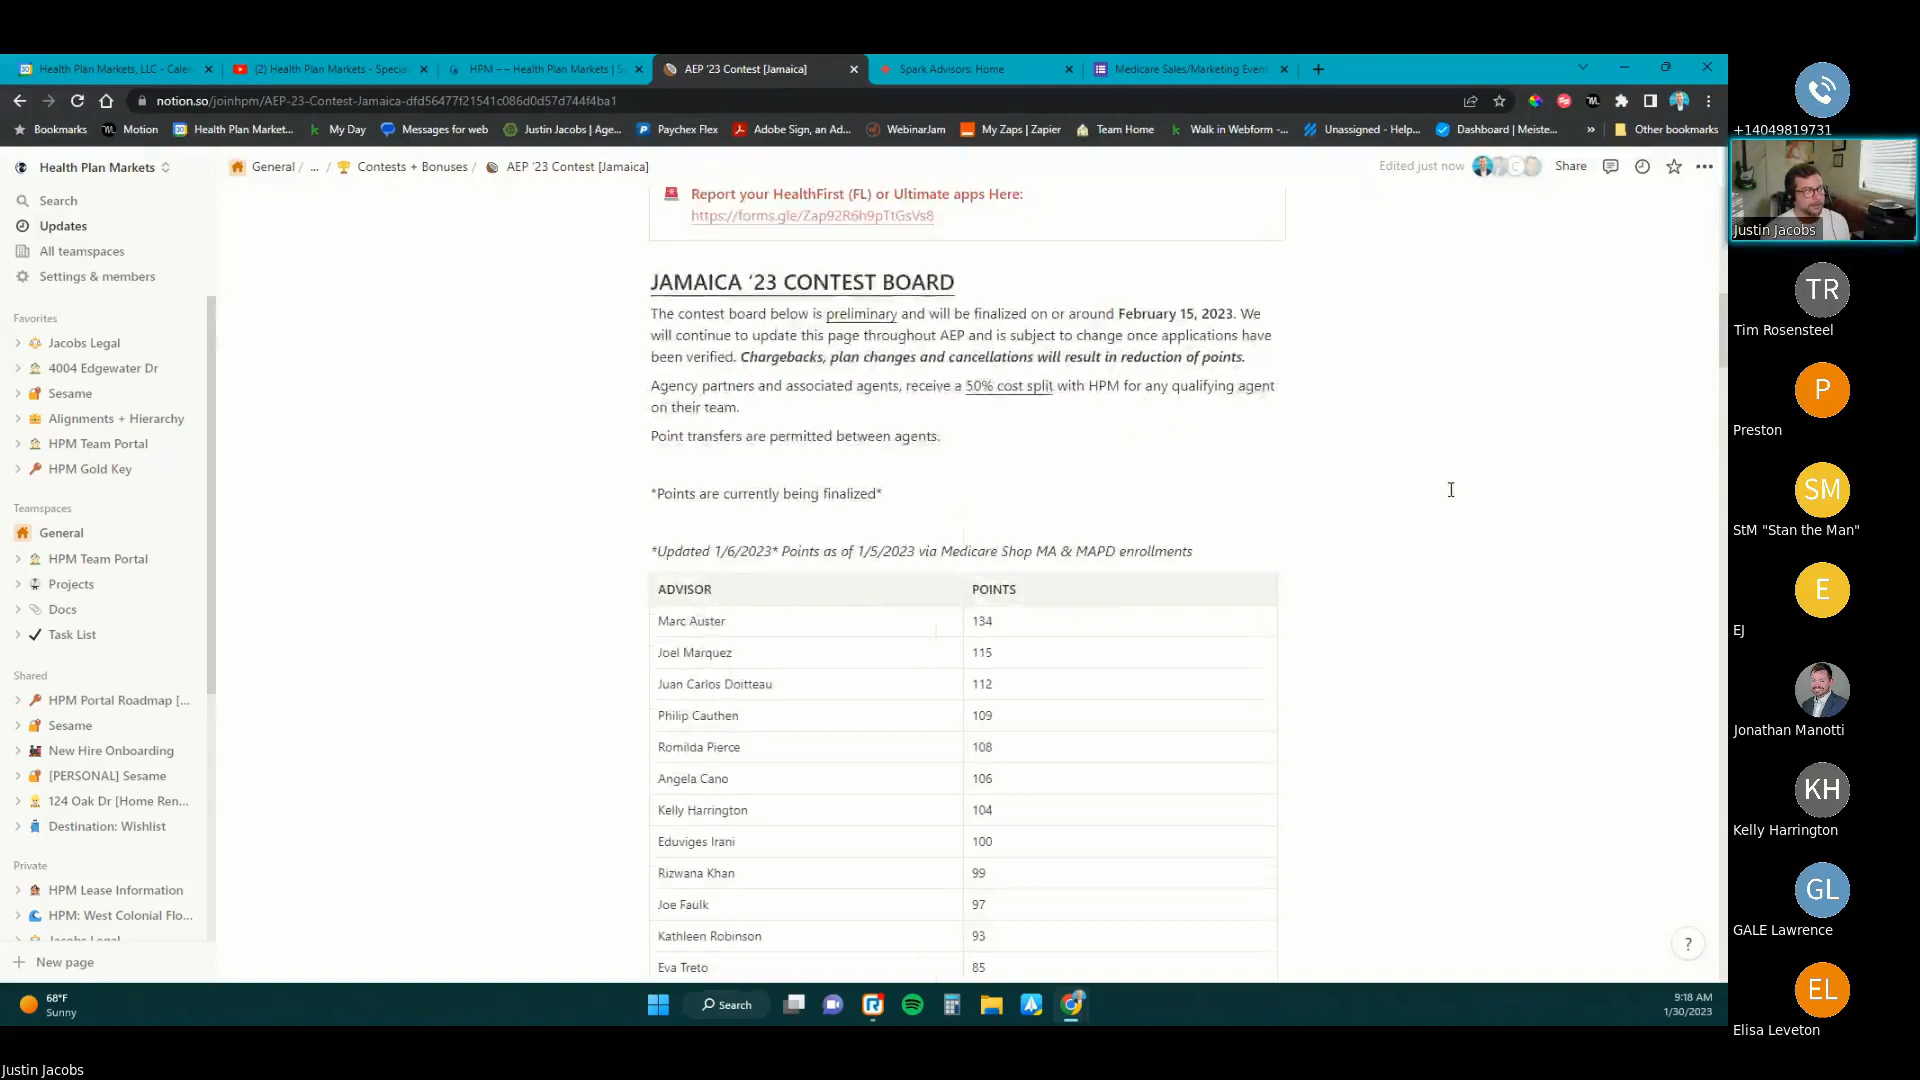 Health Plan Markets, LLC - Calen
(2) Health Plan Markets - Specia
HPM – – Health Plan Markets | S
AEP '23 Contest [Jamaica]
Spark Advisors: Home
Medicare Sales/Marketing Event
notion.so/joinhpm/AEP-23-Contest-Jamaica-dfd56477f21541c086d0d57d744f4ba1
Bookmarks
Motion
Health Plan Market...
My Day
Messages for web
Justin Jacobs | Age...
Paychex Flex
Adobe Sign, an Ad...
WebinarJam
My Zaps | Zapier
Team Home
Walk in Webform -...
Unassigned - Help...
Dashboard | Meiste...
»
Other bookmarks
Health Plan Markets
General / ... / Contests + Bonuses / AEP '23 Contest [Jamaica]
Edited just now
Share
Search
Updates
All teamspaces
Settings & members
Favorites
Jacobs Legal
4004 Edgewater Dr
Sesame
Alignments + Hierarchy
HPM Team Portal
HPM Gold Key
Teamspaces
General
HPM Team Portal
Projects
Docs
Task List
Shared
HPM Portal Roadmap [...
Sesame
New Hire Onboarding
[PERSONAL] Sesame
124 Oak Dr [Home Ren...
Destination: Wishlist
Private
HPM Lease Information
HPM: West Colonial Flo...
Jacobs Legal
New page
Report your HealthFirst (FL) or Ultimate apps Here:
https://forms.gle/Zap92R6h9pTtGsVs8
JAMAICA '23 CONTEST BOARD
The contest board below is preliminary and will be finalized on or around February 15, 2023. We
will continue to update this page throughout AEP and is subject to change once applications have
been verified. Chargebacks, plan changes and cancellations will result in reduction of points.
Agency partners and associated agents, receive a 50% cost split with HPM for any qualifying agent
on their team.
Point transfers are permitted between agents.
*Points are currently being finalized*
*Updated 1/6/2023* Points as of 1/5/2023 via Medicare Shop MA & MAPD enrollments
ADVISOR POINTS
Marc Auster 134
Joel Marquez 115
Juan Carlos Doitteau 112
Philip Cauthen 109
Romilda Pierce 108
Angela Cano 106
Kelly Harrington 104
Eduviges Irani 100
Rizwana Khan 99
Joe Faulk 97
Kathleen Robinson 93
Eva Treto 85
?
68°F
Sunny
Search
9:18 AM
1/30/2023
+14049819731
Justin Jacobs
TR
Tim Rosensteel
P
Preston
SM
StM "Stan the Man"
E
EJ
Jonathan Manotti
KH
Kelly Harrington
GL
GALE Lawrence
EL
Elisa Leveton
Justin Jacobs